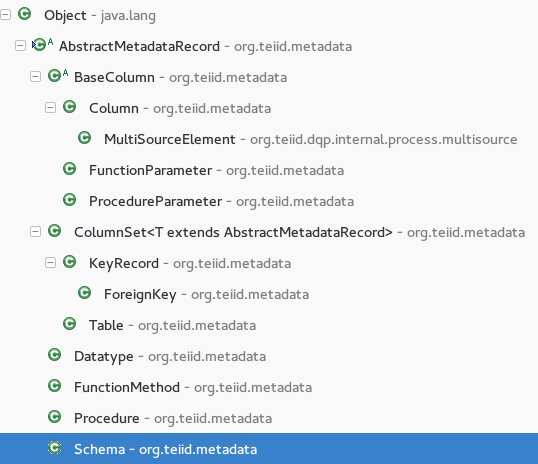 Object - java.lang
AbstractMetadataRecord - org.teiid.metadata
BaseColumn - org.teiid.metadata
Column - org.teiid.metadata
MultiSourceElement - org.teiid.dqp.internal.process.multisource
FunctionParameter - org.teiid.metadata
ProcedureParameter - org.teiid.metadata
ColumnSet<T extends AbstractMetadataRecord> - org.teiid.metadata
KeyRecord - org.teiid.metadata
ForeignKey - org.teiid.metadata
Table - org.teiid.metadata
Datatype - org.teiid.metadata
FunctionMethod - org.teiid.metadata
Procedure - org.teiid.metadata
Schema - org.teiid.metadata